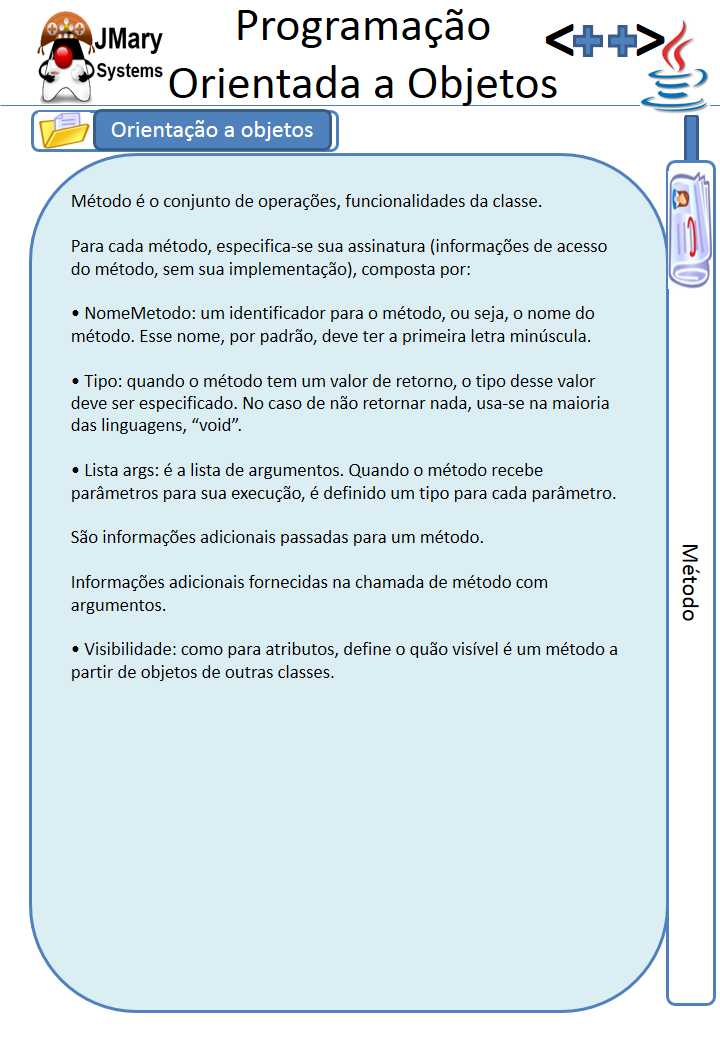 JMary
Systems
Programação
Orientada a Objetos
<++>
Orientação a objetos
Método é o conjunto de operações, funcionalidades da classe.
Para cada método, especifica-se sua assinatura (informações de acesso
do método, sem sua implementação), composta por:
• NomeMetodo: um identificador para o método, ou seja, o nome do
método. Esse nome, por padrão, deve ter a primeira letra minúscula.
• Tipo: quando o método tem um valor de retorno, o tipo desse valor
deve ser especificado. No caso de não retornar nada, usa-se na maioria
das linguagens, “void”.
• Lista args: é a lista de argumentos. Quando o método recebe
parâmetros para sua execução, é definido um tipo para cada parâmetro.
São informações adicionais passadas para um método.
Informações adicionais fornecidas na chamada de método com
argumentos.
• Visibilidade: como para atributos, define o quão visível é um método a
partir de objetos de outras classes.
Método